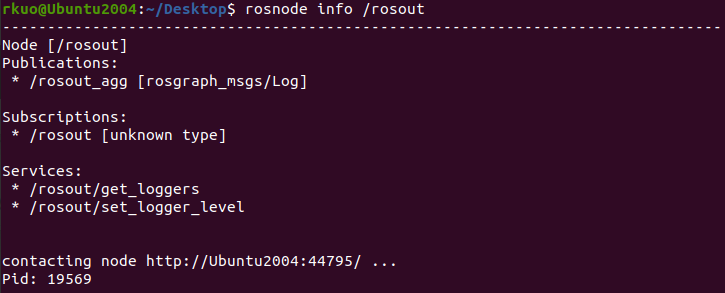 rkuo@Ubuntu2004:~/Desktop$ rosnode info /rosout
--------------------------------------------------------------------------------
Node [/rosout]
Publications:
 * /rosout_agg [rosgraph_msgs/Log]

Subscriptions:
 * /rosout [unknown type]

Services:
 * /rosout/get_loggers
 * /rosout/set_logger_level


contacting node http://Ubuntu2004:44795/ ...
Pid: 19569